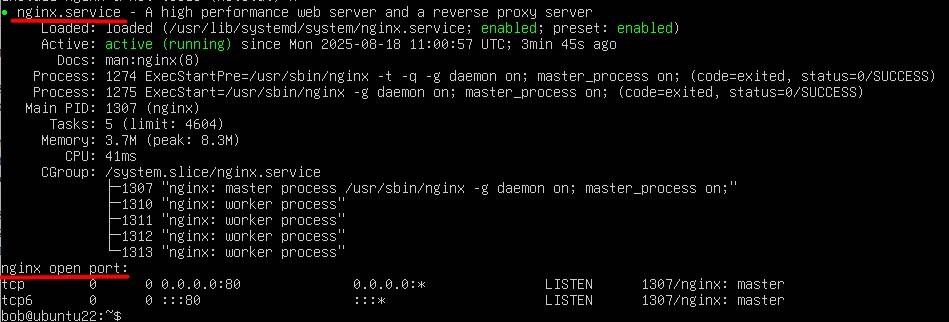 ● nginx.service - A high performance web server and a reverse proxy server
Loaded: loaded (/usr/lib/systemd/system/nginx.service; enabled; preset: enabled)
Active: active (running) since Mon 2025-08-18 11:00:57 UTC; 3min 45s ago
Docs: man:nginx(8)
Process: 1274 ExecStartPre=/usr/sbin/nginx -t -q -g daemon on; master_process on; (code=exited, status=0/SUCCESS)
Process: 1275 ExecStart=/usr/sbin/nginx -g daemon on; master_process on; (code=exited, status=0/SUCCESS)
Main PID: 1307 (nginx)
Tasks: 5 (limit: 4604)
Memory: 3.7M (peak: 8.3M)
CPU: 41ms
CGroup: /system.slice/nginx.service
├─1307 "nginx: master process /usr/sbin/nginx -g daemon on; master_process on;"
├─1310 "nginx: worker process"
├─1311 "nginx: worker process"
├─1312 "nginx: worker process"
└─1313 "nginx: worker process"
nginx open port:
tcp 0 0 0.0.0.0:80 0.0.0.0:* LISTEN 1307/nginx: master
tcp6 0 0 :::80 :::* LISTEN 1307/nginx: master
bob@ubuntu22:~$